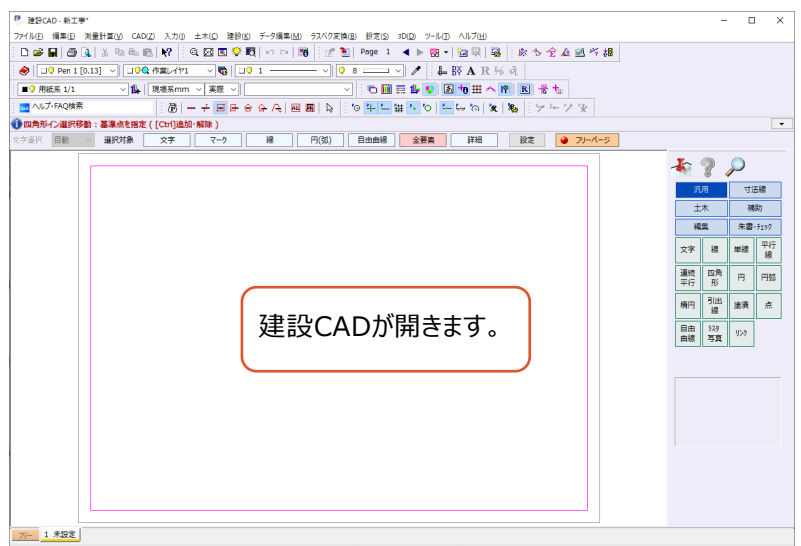 建設CAD - 新工事*
ファイル(F) 編集(E) 測量計算(V) CAD(Z) 入力(I) 土木(C) 建設(K) データ編集(M) ラスベク変換(B) 設定(S) 3D(D) ツール(T) ヘルプ(H)
Page 1
Pen 1 [0.13] 作業レイヤ1 1 8 BY A R
用紙系 1/1 現場系mm 実際
ヘルプ・FAQ検索
四角形イン選択移動：基準点を指定 ( [Ctrl]追加・解除 )
文字選択 自動 選択対象 文字 マーク 線 円(弧) 自由曲線 全要素 詳細 設定 フリーページ
汎用 寸法線
土木 補助
編集 朱書・チェック
文字 線 単線 平行線
連続平行 四角形 円 円弧
楕円 引出線 塗潰 点
自由曲線 ラスタ写真 リンク
建設CADが開きます。
フリー 1 未設定